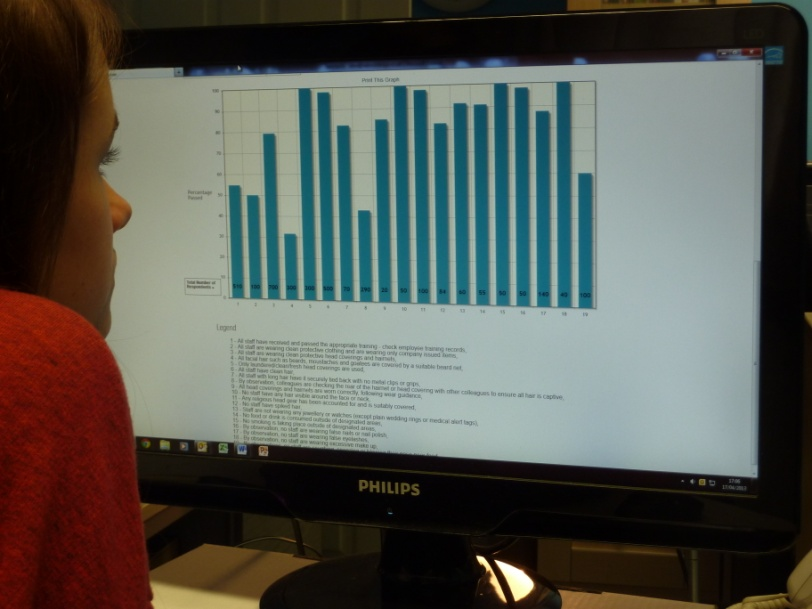 Print This Graph
100
90
80
70
60
50
40
30
20
10
0
Percentage
Passed
Total Number of
Respondents =
1 2 3 4 5 6 7 8 9 10 11 12 13 14 15 16 17 18 19
Legend
1 - All staff have received and passed the appropriate training - check employee training records,
2 - All staff are wearing clean protective clothing and are wearing only company issued items,
3 - All staff are wearing clean protective head coverings and hairnets,
4 - All facial hair such as beards, moustaches and goatees are covered by a suitable beard net,
5 - Only laundered/clean/fresh head coverings are used,
6 - All staff have clean hair,
7 - All staff with long hair have it securely tied back with no metal clips or grips,
8 - By observation, colleagues are checking the rear of the hairnet or head covering with other colleagues to ensure all hair is captive,
9 - All head coverings and hairnets are worn correctly, following wear guidance,
10 - No staff have any hair visible around the face or neck,
11 - Any religious head gear has been accounted for and is suitably covered,
12 - No staff have spiked hair,
13 - Staff are not wearing any jewellery or watches (except plain wedding rings or medical alert tags),
14 - No food or drink is consumed outside of designated areas,
15 - No smoking is taking place outside of designated areas,
16 - By observation, no staff are wearing false nails or nail polish,
17 - By observation, no staff are wearing false eyelashes,
18 - By observation, no staff are wearing excessive make up,
17:08
PHILIPS